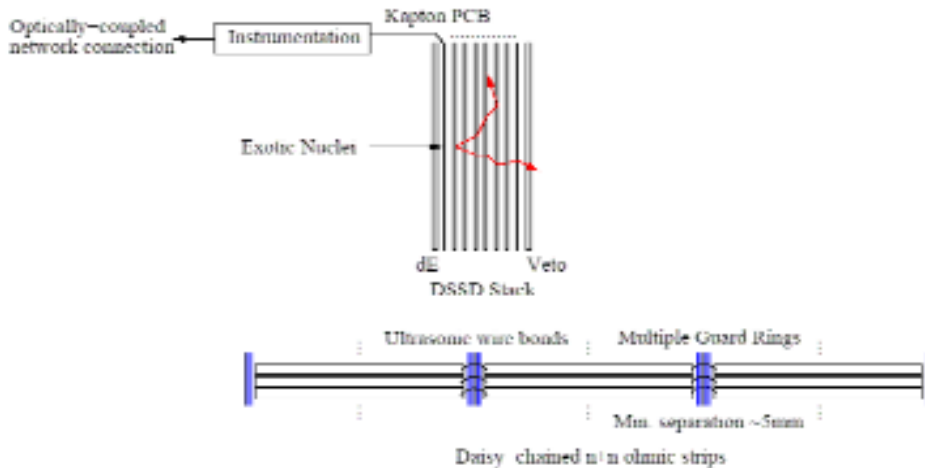 Kapton PCB
Optically-coupled
network connection
Instrumentation
Exotic Nuclei
dE
Veto
DSSD Stack
Ultrasonic wire bonds
Multiple Guard Rings
Min. separation ~5mm
Daisy chained n+n ohmic strips